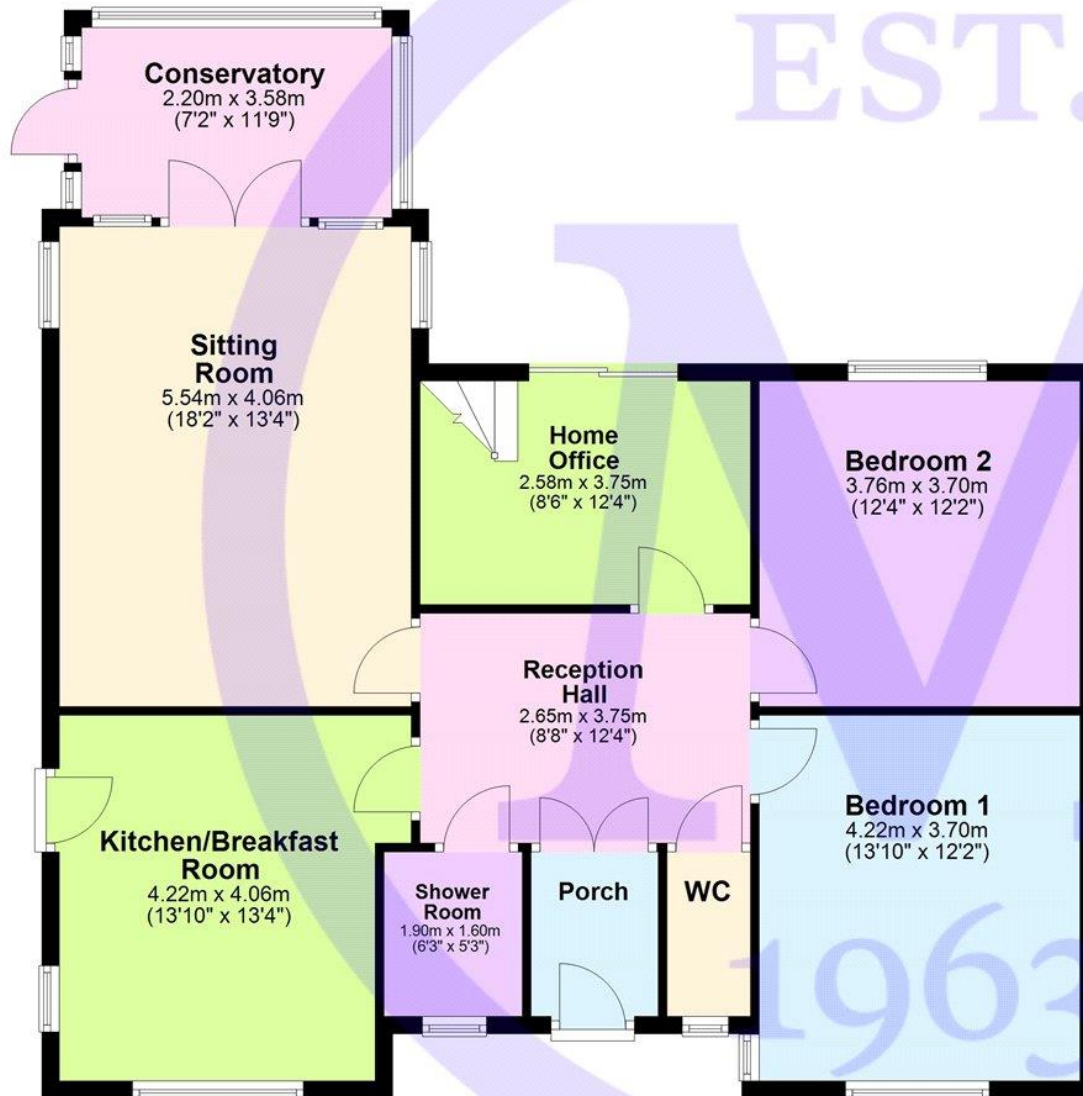 EST.
Conservatory
2.20m x 3.58m
(7'2" x 11'9")
Sitting
Room
5.54m x 4.06m
(18'2" x 13'4")
Home
Office
2.58m x 3.75m
(8'6" x 12'4")
Bedroom 2
3.76m x 3.70m
(12'4" x 12'2")
Reception
Hall
2.65m x 3.75m
(8'8" x 12'4")
Kitchen/Breakfast
Room
4.22m x 4.06m
(13'10" x 13'4")
Shower
Room
1.90m x 1.60m
(6'3" x 5'3")
Porch
WC
Bedroom 1
4.22m x 3.70m
(13'10" x 12'2")
M
1963